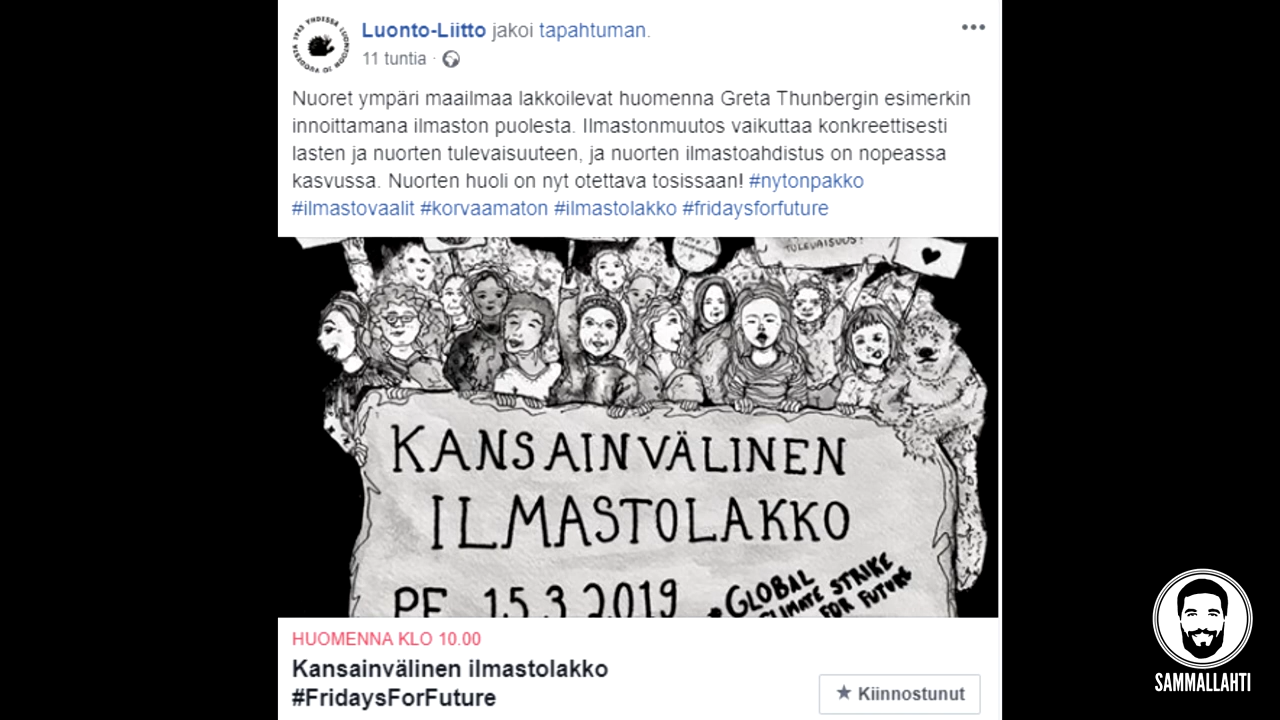 Luonto-Liitto jakoi tapahtuman.
11 tuntia ·
Nuoret ympäri maailmaa lakkoilevat huomenna Greta Thunbergin esimerkin
innoittamana ilmaston puolesta. Ilmastonmuutos vaikuttaa konkreettisesti
lasten ja nuorten tulevaisuuteen, ja nuorten ilmastoahdistus on nopeassa
kasvussa. Nuorten huoli on nyt otettava tosissaan! #nytonpakko
#ilmastovaalit #korvaamaton #ilmastolakko #fridaysforfuture
TULEVAISUUS!
KANSAINVÄLINEN
ILMASTOLAKKO
PE 15.3.2019
GLOBAL
CLIMATE STRIKE
FOR FUTURE
HUOMENNA KLO 10.00
Kansainvälinen ilmastolakko
#FridaysForFuture
Kiinnostunut
SAMMALLAHTI